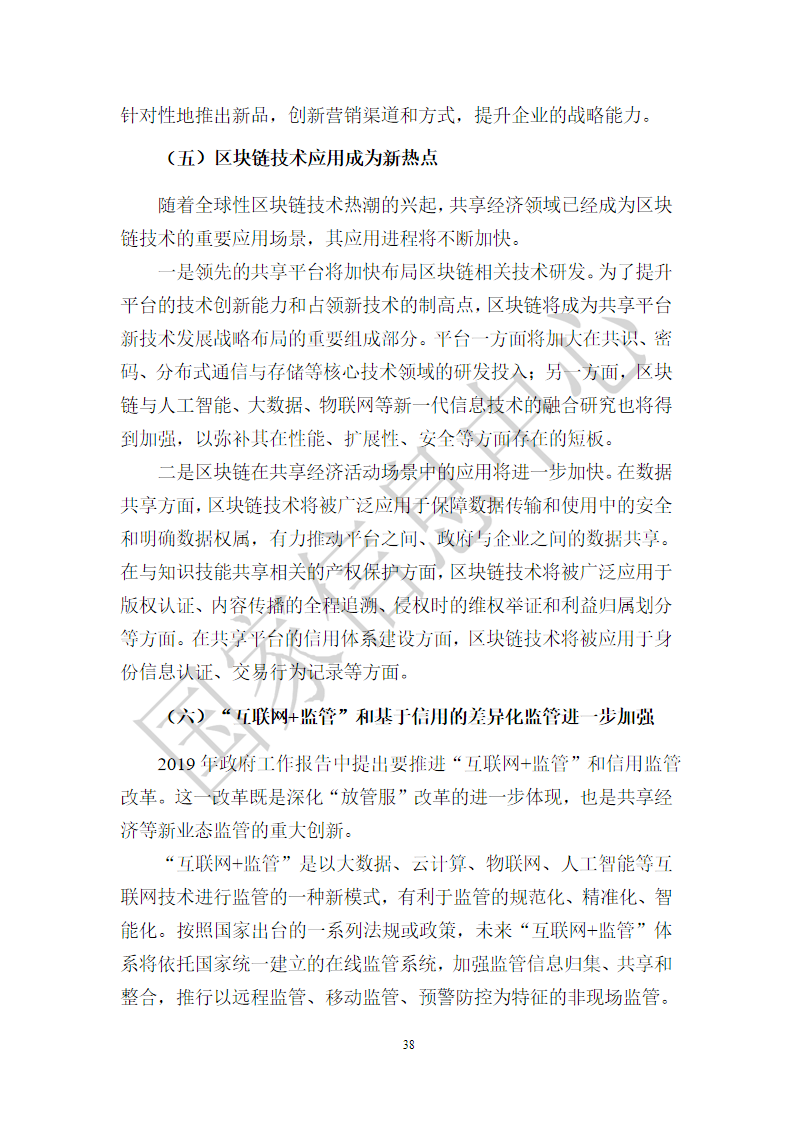 针对性地推出新品，创新营销渠道和方式，提升企业的战略能力。
（五）区块链技术应用成为新热点
随着全球性区块链技术热潮的兴起，共享经济领域已经成为区块
链技术的重要应用场景，其应用进程将不断加快。
一是领先的共享平台将加快布局区块链相关技术研发。为了提升
平台的技术创新能力和占领新技术的制高点，区块链将成为共享平台
新技术发展战略布局的重要组成部分。平台一方面将加大在共识、密
码、分布式通信与存储等核心技术领域的研发投入；另一方面，区块
链与人工智能、大数据、物联网等新一代信息技术的融合研究也将得
到加强，以弥补其在性能、扩展性、安全等方面存在的短板。
二是区块链在共享经济活动场景中的应用将进一步加快。在数据
共享方面，区块链技术将被广泛应用于保障数据传输和使用中的安全
和明确数据权属，有力推动平台之间、政府与企业之间的数据共享。
在与知识技能共享相关的产权保护方面，区块链技术将被广泛应用于
版权认证、内容传播的全程追溯、侵权时的维权举证和利益归属划分
等方面。在共享平台的信用体系建设方面，区块链技术将被应用于身
份信息认证、交易行为记录等方面。
（六）“互联网+监管”和基于信用的差异化监管进一步加强
2019 年政府工作报告中提出要推进“互联网+监管”和信用监管
改革。这一改革既是深化“放管服”改革的进一步体现，也是共享经
济等新业态监管的重大创新。
“互联网+监管”是以大数据、云计算、物联网、人工智能等互
联网技术进行监管的一种新模式，有利于监管的规范化、精准化、智
能化。按照国家出台的一系列法规或政策，未来“互联网+监管”体
系将依托国家统一建立的在线监管系统，加强监管信息归集、共享和
整合，推行以远程监管、移动监管、预警防控为特征的非现场监管。
38
国家信息中心